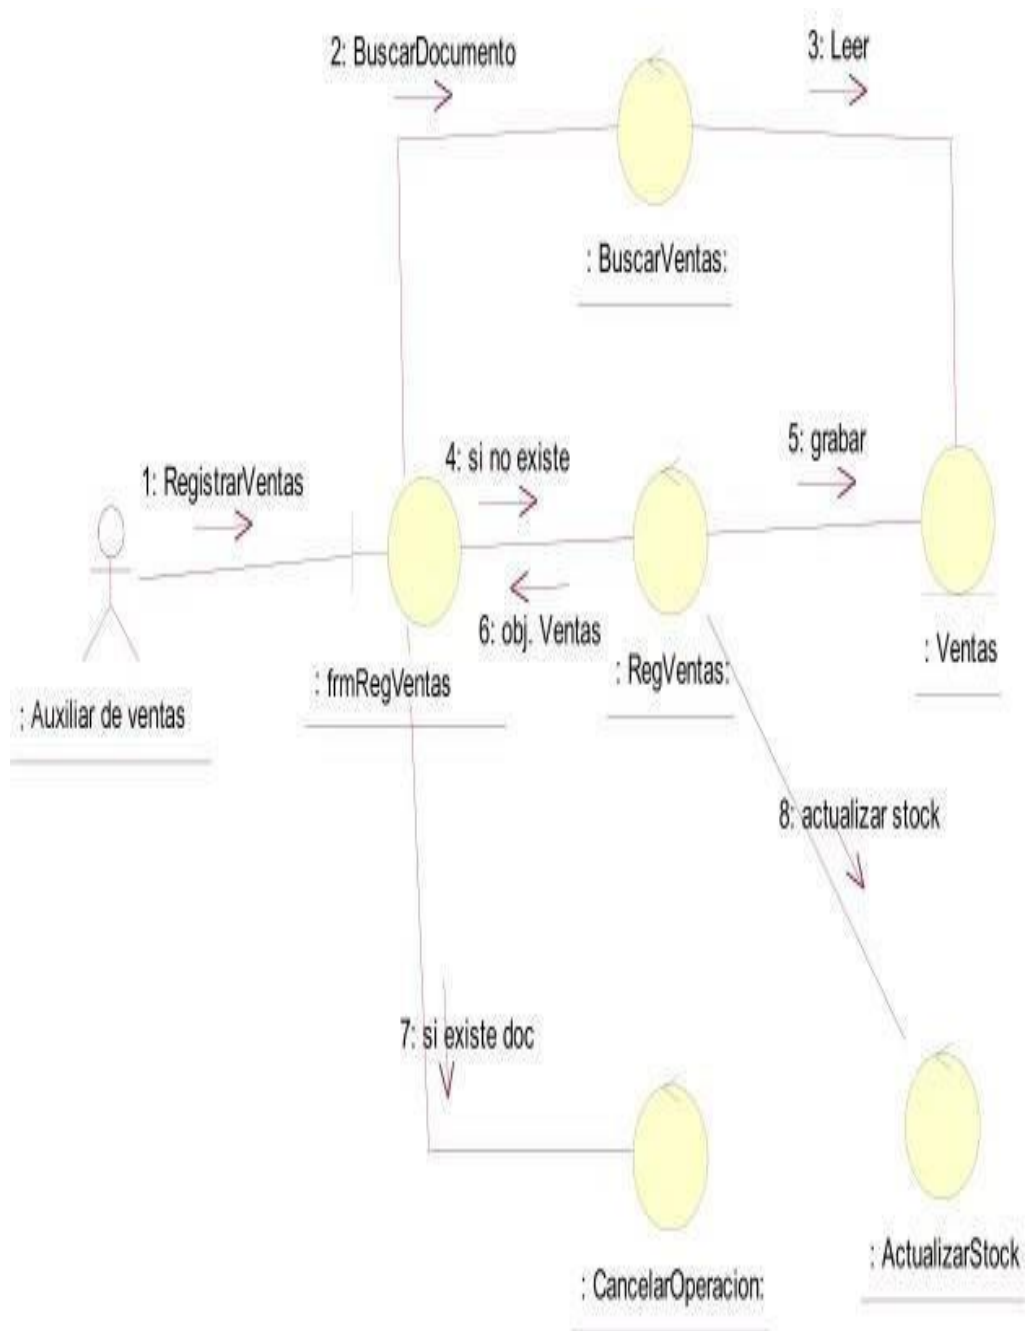 2: BuscarDocumento
3: Leer
: BuscarVentas:
1: RegistrarVentas
4: si no existe
5: grabar
6: obj. Ventas
: Auxiliar de ventas
: frmRegVentas
: RegVentas:
: Ventas
8: actualizar stock
7: si existe doc
: CancelarOperacion:
: ActualizarStock